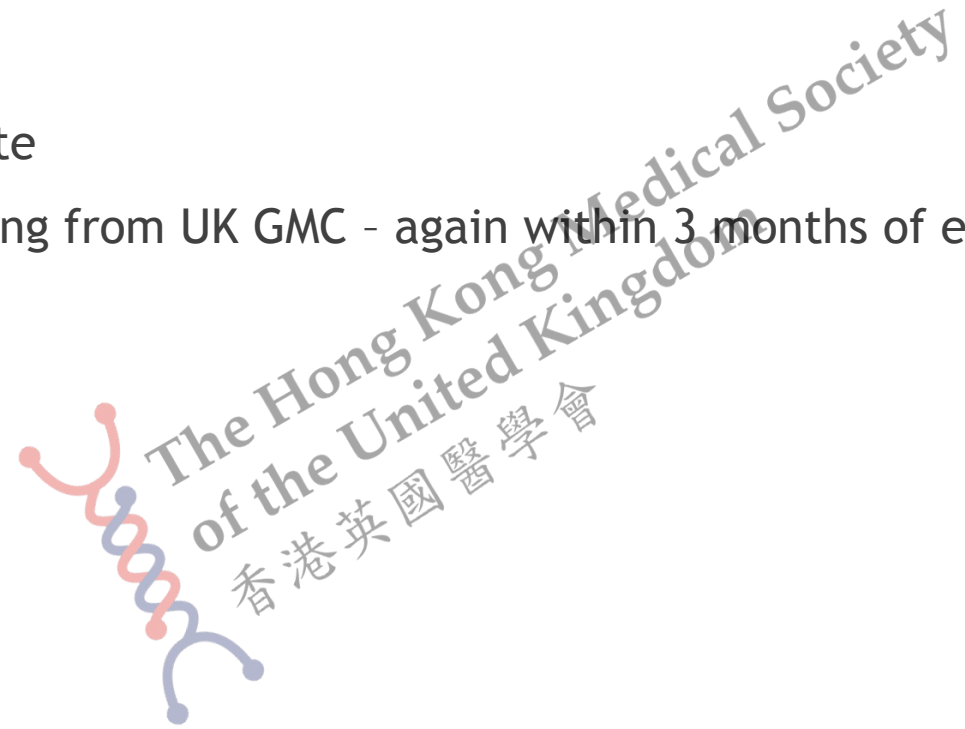 te
ng from UK GMC – again within 3 months of e
The Hong Kong Medical Society
of the United Kingdom
香港英國醫學會